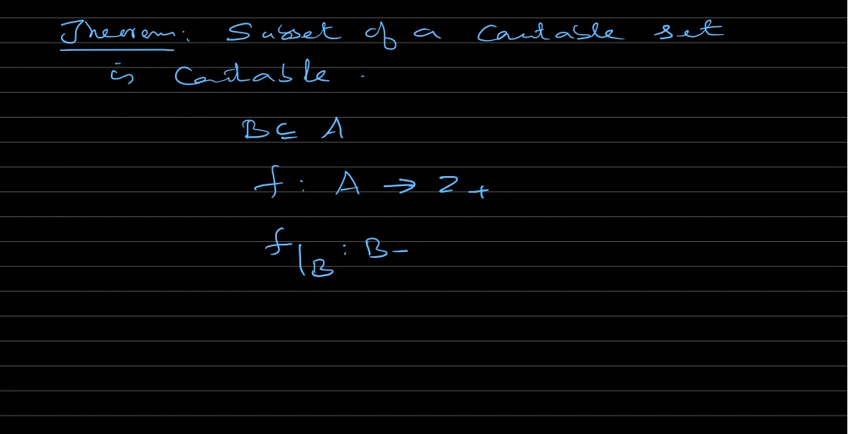 Theorem: Subset of a Countable set
is Countable.
B ⊆ A
f : A → Z+
f|B : B –